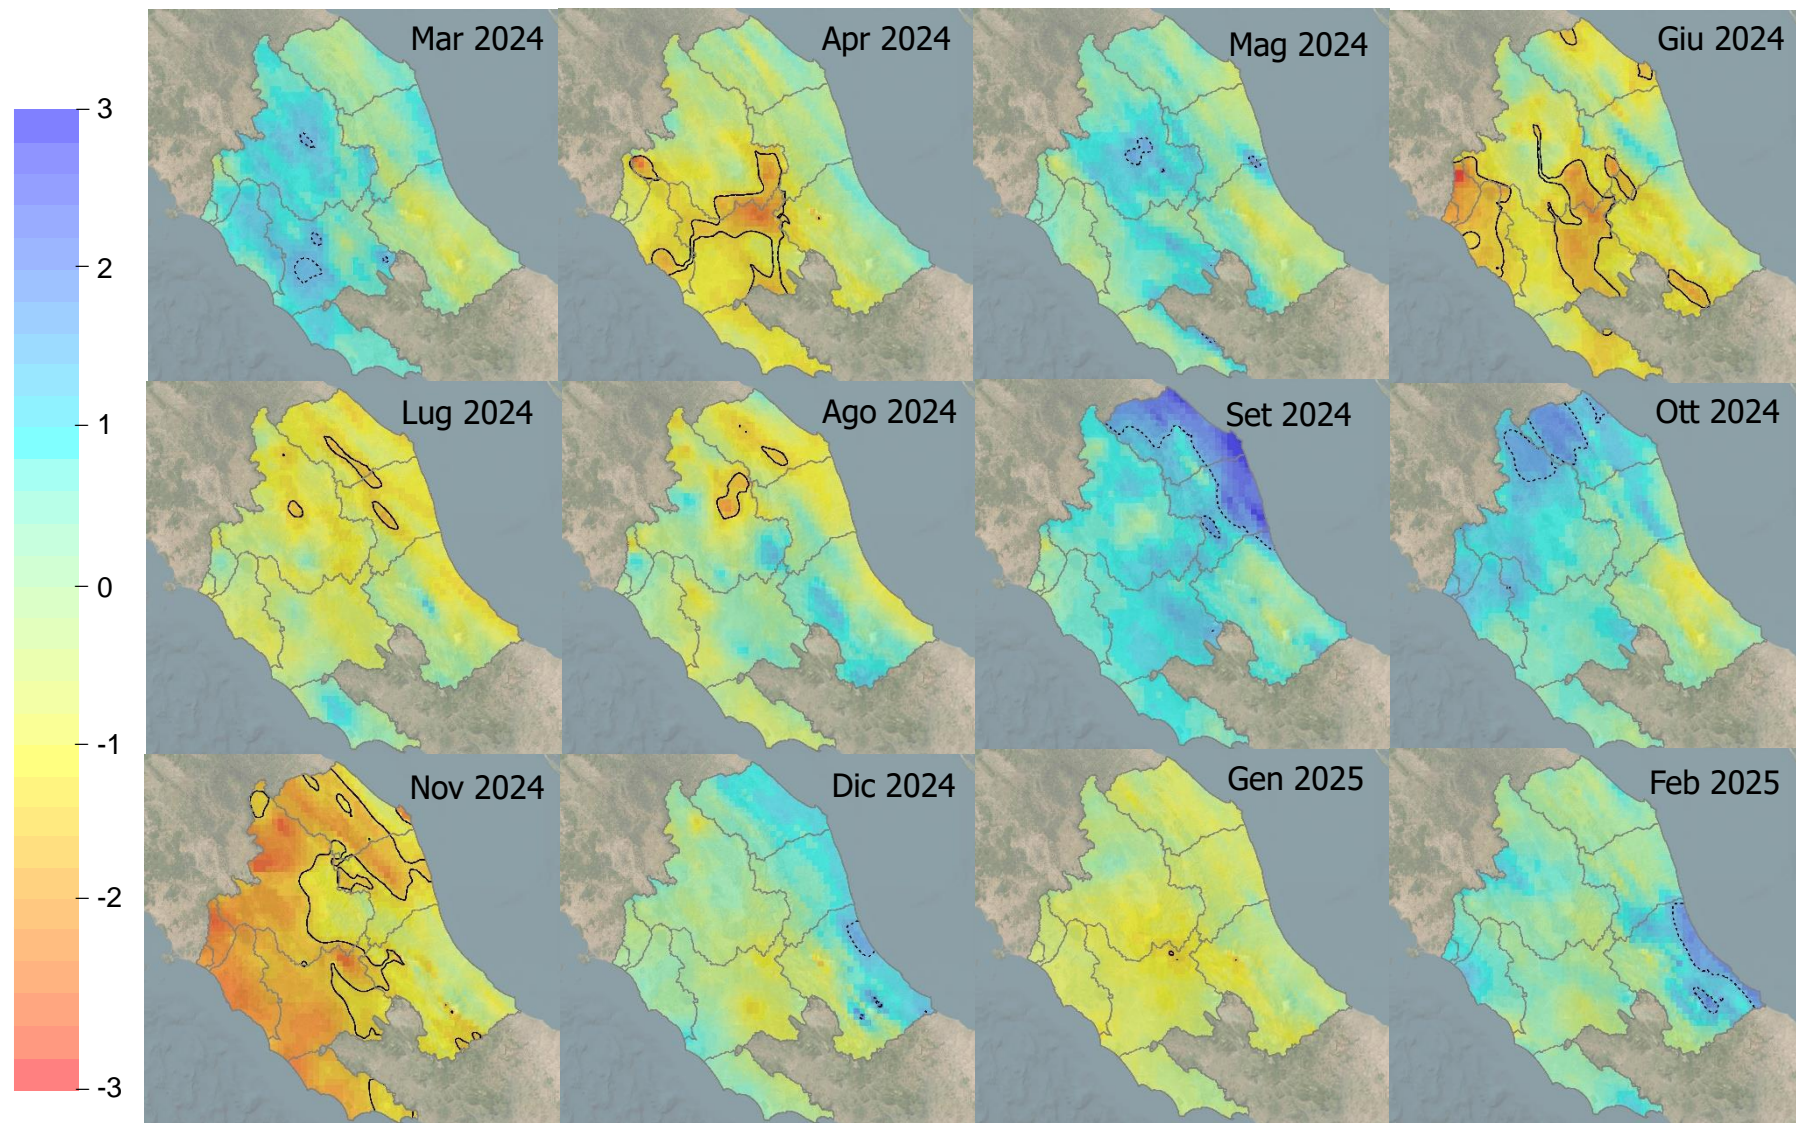 Mar 2024
Apr 2024
Mag 2024
Giu 2024
3
2
1
0
-1
-2
-3
Lug 2024
Ago 2024
Set 2024
Ott 2024
Nov 2024
Dic 2024
Gen 2025
Feb 2025